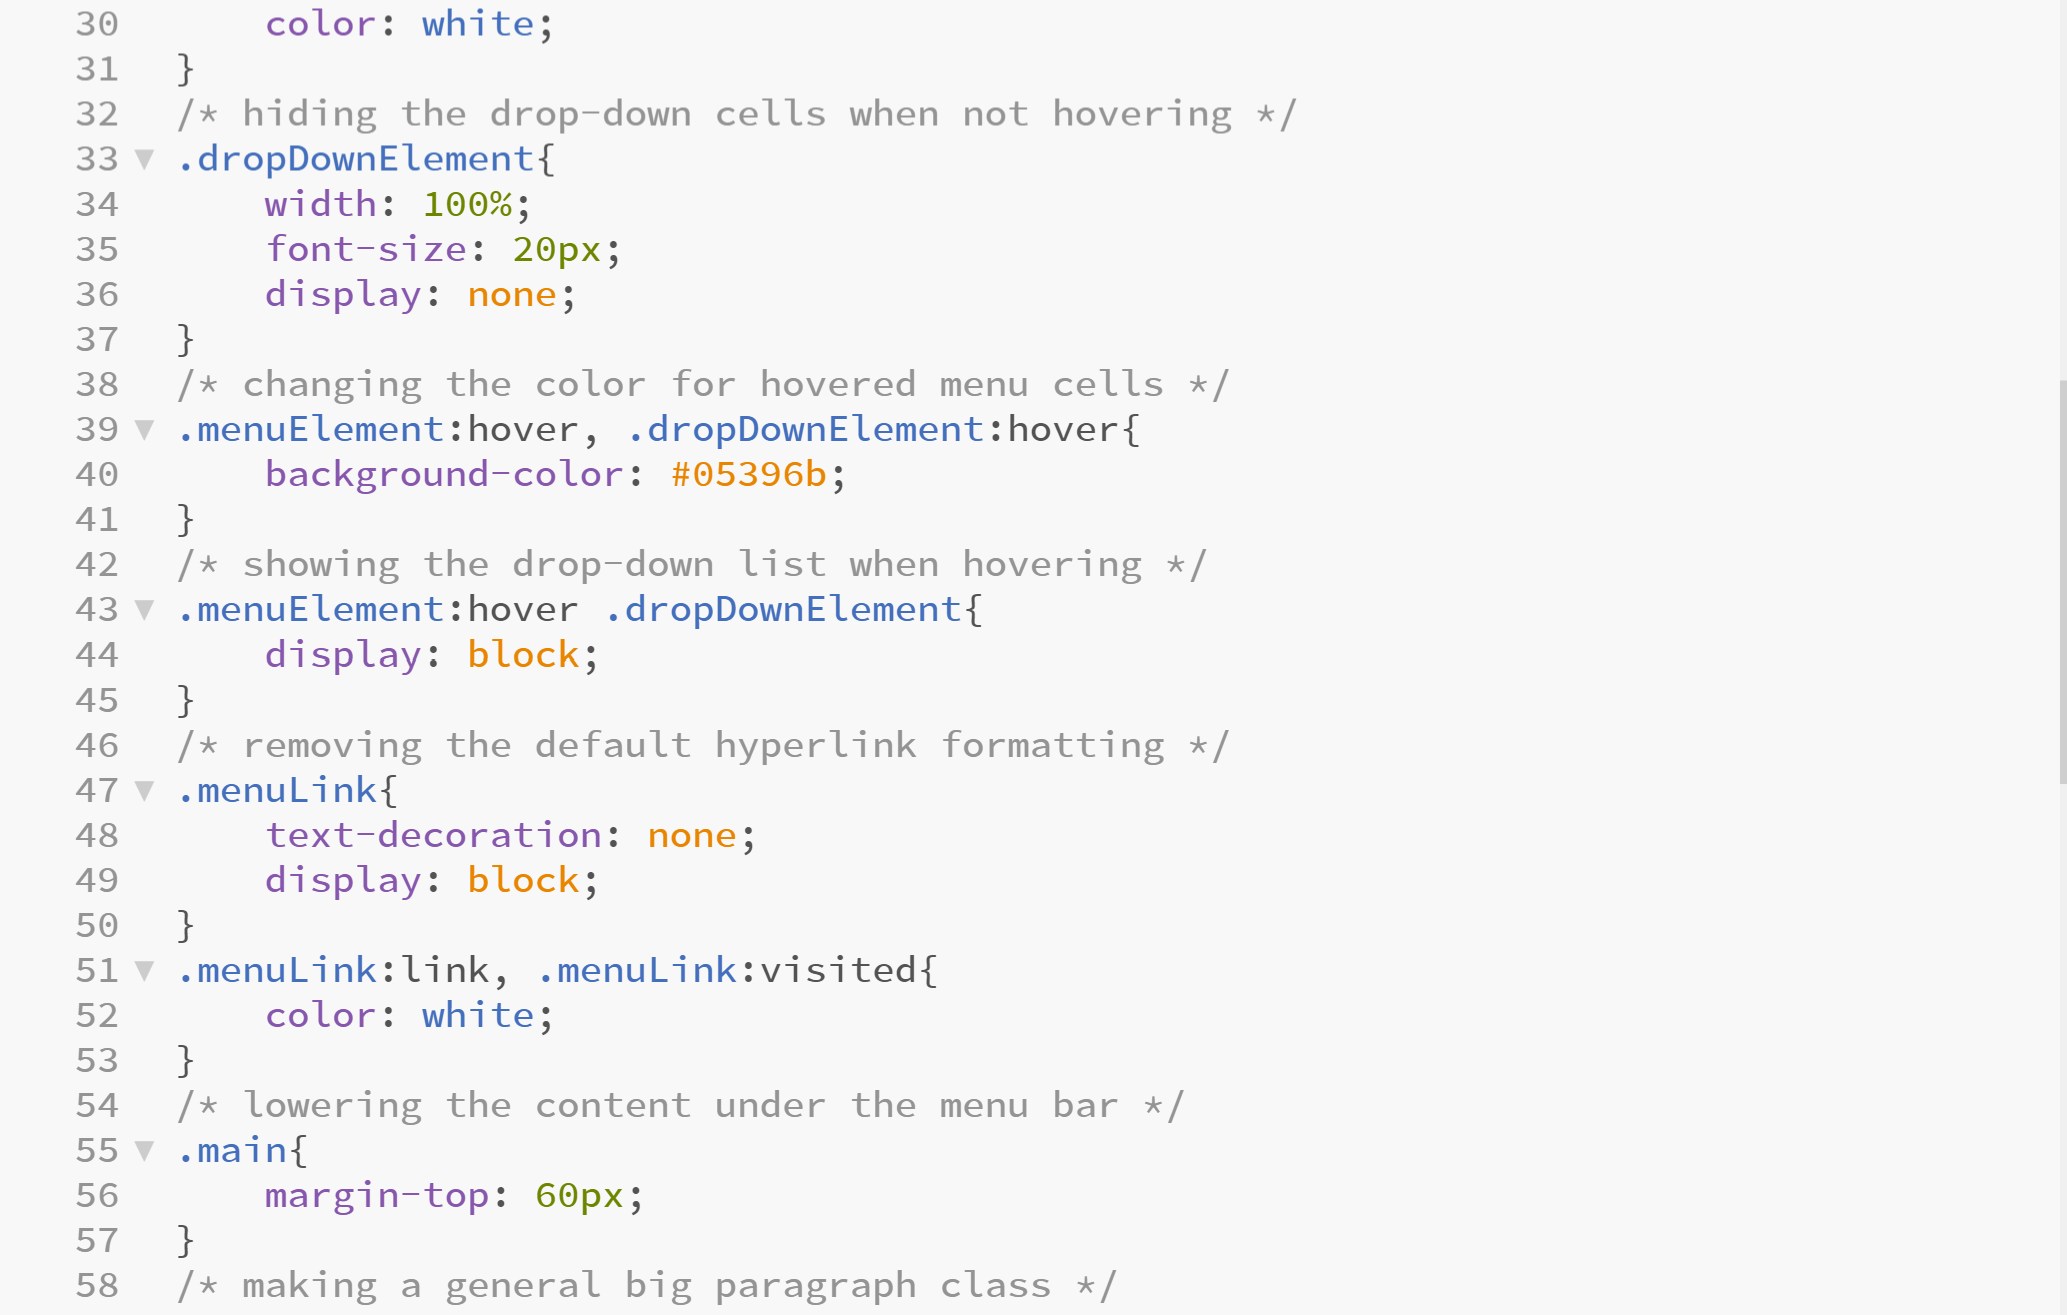 30 color: white;
31 }
32 /* hiding the drop-down cells when not hovering */
33 ▼ .dropDownElement{
34 width: 100%;
35 font-size: 20px;
36 display: none;
37 }
38 /* changing the color for hovered menu cells */
39 ▼ .menuElement:hover, .dropDownElement:hover{
40 background-color: #05396b;
41 }
42 /* showing the drop-down list when hovering */
43 ▼ .menuElement:hover .dropDownElement{
44 display: block;
45 }
46 /* removing the default hyperlink formatting */
47 ▼ .menuLink{
48 text-decoration: none;
49 display: block;
50 }
51 ▼ .menuLink:link, .menuLink:visited{
52 color: white;
53 }
54 /* lowering the content under the menu bar */
55 ▼ .main{
56 margin-top: 60px;
57 }
58 /* making a general big paragraph class */